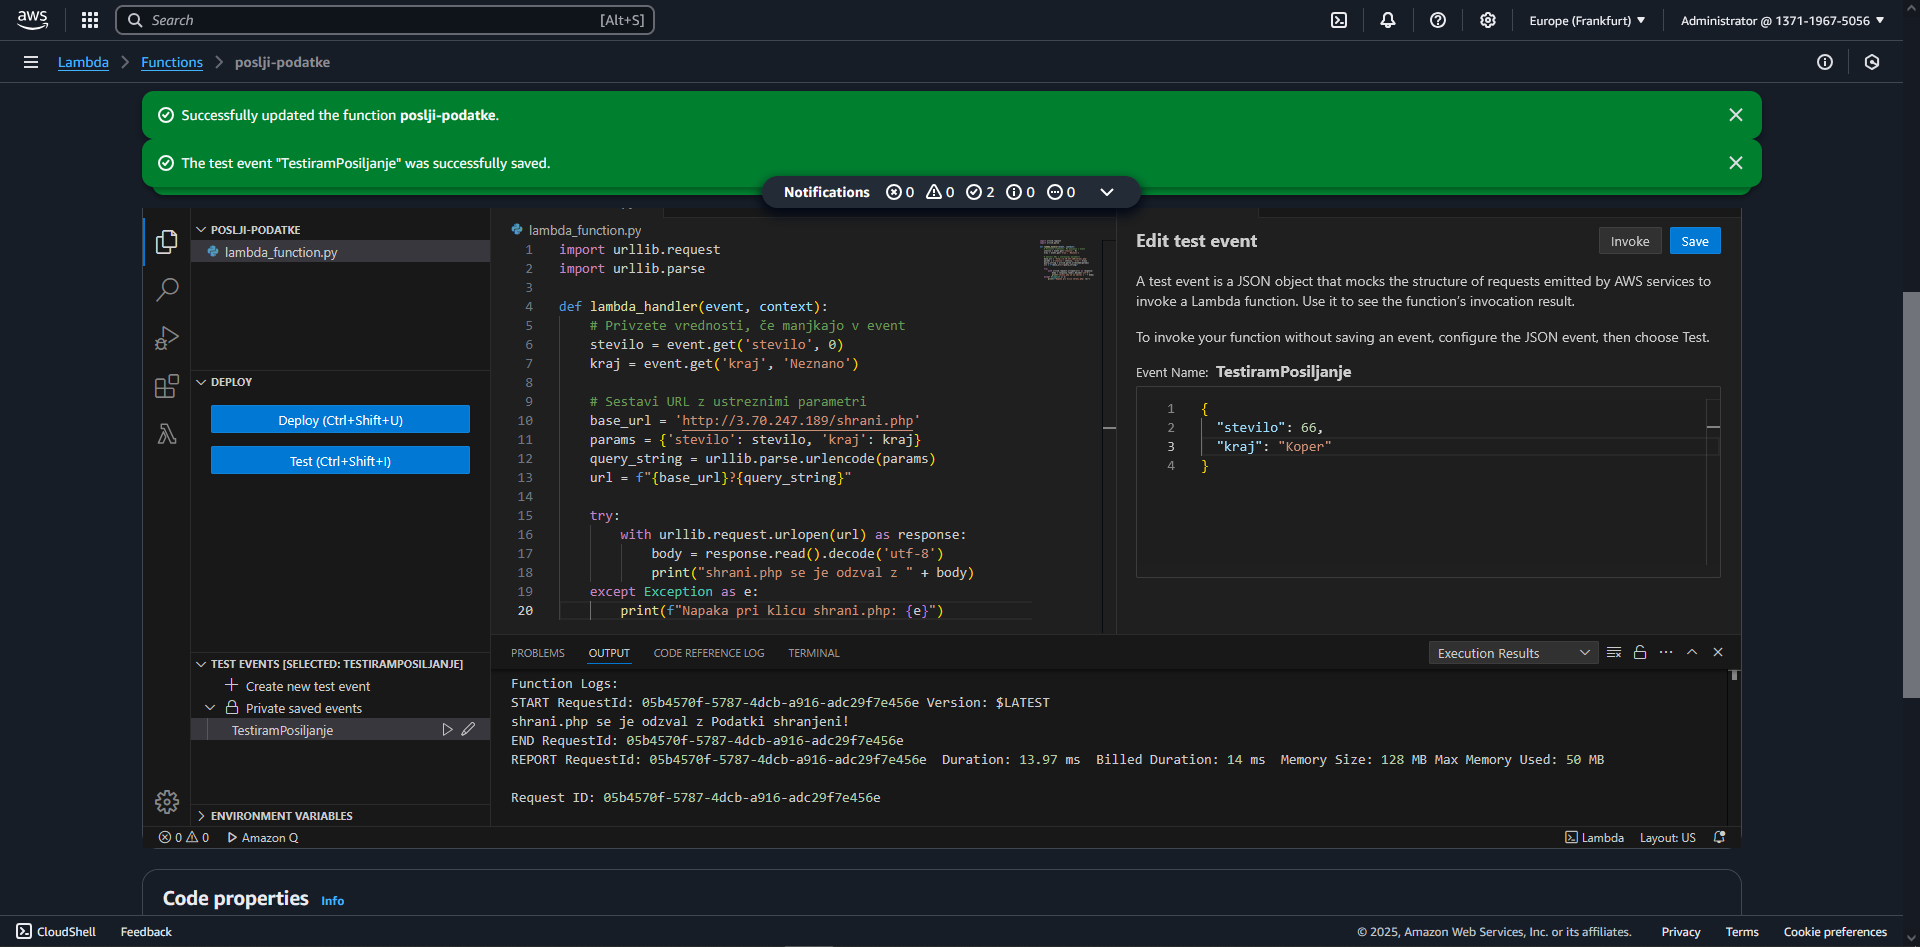 aws
Search
[Alt+S]
Europe (Frankfurt)
Administrator @ 1371-1967-5056
Lambda
Functions
poslji-podatke
Successfully updated the function poslji-podatke.
The test event "TestiramPosiljanje" was successfully saved.
Notifications 0 0 2 0 0
POSLJI-PODATKE
lambda_function.py
DEPLOY
Deploy (Ctrl+Shift+U)
Test (Ctrl+Shift+I)
TEST EVENTS [SELECTED: TESTIRAMPOSILJANJE]
Create new test event
Private saved events
TestiramPosiljanje
ENVIRONMENT VARIABLES
lambda_function.py
1 import urllib.request
2 import urllib.parse
3
4 def lambda_handler(event, context):
5 # Privzete vrednosti, če manjkajo v event
6 stevilo = event.get('stevilo', 0)
7 kraj = event.get('kraj', 'Neznano')
8
9 # Sestavi URL z ustreznimi parametri
10 base_url = 'http://3.70.247.189/shrani.php'
11 params = {'stevilo': stevilo, 'kraj': kraj}
12 query_string = urllib.parse.urlencode(params)
13 url = f"{base_url}?{query_string}"
14
15 try:
16 with urllib.request.urlopen(url) as response:
17 body = response.read().decode('utf-8')
18 print("shrani.php se je odzval z " + body)
19 except Exception as e:
20 print(f"Napaka pri klicu shrani.php: {e}")
Edit test event
Invoke
Save
A test event is a JSON object that mocks the structure of requests emitted by AWS services to
invoke a Lambda function. Use it to see the function's invocation result.
To invoke your function without saving an event, configure the JSON event, then choose Test.
Event Name: TestiramPosiljanje
1 {
2 "stevilo": 66,
3 "kraj": "Koper"
4 }
PROBLEMS
OUTPUT
CODE REFERENCE LOG
TERMINAL
Execution Results
Function Logs:
START RequestId: 05b4570f-5787-4dcb-a916-adc29f7e456e Version: $LATEST
shrani.php se je odzval z Podatki shranjeni!
END RequestId: 05b4570f-5787-4dcb-a916-adc29f7e456e
REPORT RequestId: 05b4570f-5787-4dcb-a916-adc29f7e456e Duration: 13.97 ms Billed Duration: 14 ms Memory Size: 128 MB Max Memory Used: 50 MB
Request ID: 05b4570f-5787-4dcb-a916-adc29f7e456e
0 0
Amazon Q
Lambda
Layout: US
Code properties Info
CloudShell
Feedback
© 2025, Amazon Web Services, Inc. or its affiliates.
Privacy
Terms
Cookie preferences